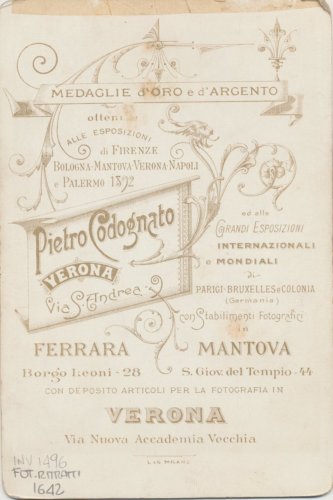 MEDAGLIE d'ORO e d'ARGENTO
ottenute
ALLE ESPOSIZIONI
di FIRENZE
BOLOGNA-MANTOVA-VERONA-NAPOLI
e PALERMO 1892
Pietro Codognato
VERONA
Via S. Andrea
ed alle
GRANDI ESPOSIZIONI
INTERNAZIONALI
e MONDIALI
di
PARIGI-BRUXELLES e COLONIA
(Germania)
con Stabilimenti Fotografici
in
FERRARA MANTOVA
Borgo Leoni - 28 S. Giov. del Tempio - 44
CON DEPOSITO ARTICOLI PER LA FOTOGRAFIA IN
VERONA
Via Nuova Accademia Vecchia
MILANO
INV 1496
FOT. RITRATTI
1642